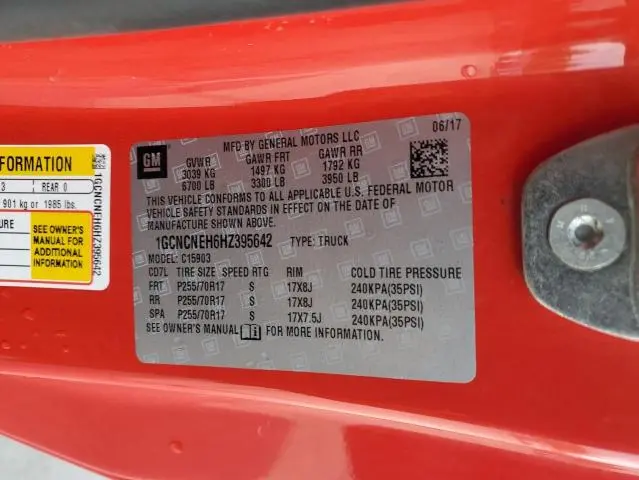 FORMATION
3 REAR 0
901 kg or 1985 lbs.
URE
SEE OWNER'S
MANUAL FOR
ADDITIONAL
INFORMATION
1GCNCNEH6HZ395642
GM
MFD BY GENERAL MOTORS LLC 06/17
GVWR GAWR FRT GAWR RR
3039 KG 1497 KG 1792 KG
6700 LB 3300 LB 3950 LB
THIS VEHICLE CONFORMS TO ALL APPLICABLE U.S. FEDERAL MOTOR
VEHICLE SAFETY STANDARDS IN EFFECT ON THE DATE OF
MANUFACTURE SHOWN ABOVE.
1GCNCNEH6HZ395642 TYPE: TRUCK
MODEL: C15903
CD7L TIRE SIZE SPEED RTG RIM COLD TIRE PRESSURE
FRT P255/70R17 S 17X8J 240KPA(35PSI)
RR P255/70R17 S 17X8J 240KPA(35PSI)
SPA P255/70R17 S 17X7.5J 240KPA(35PSI)
SEE OWNER'S MANUAL FOR MORE INFORMATION.